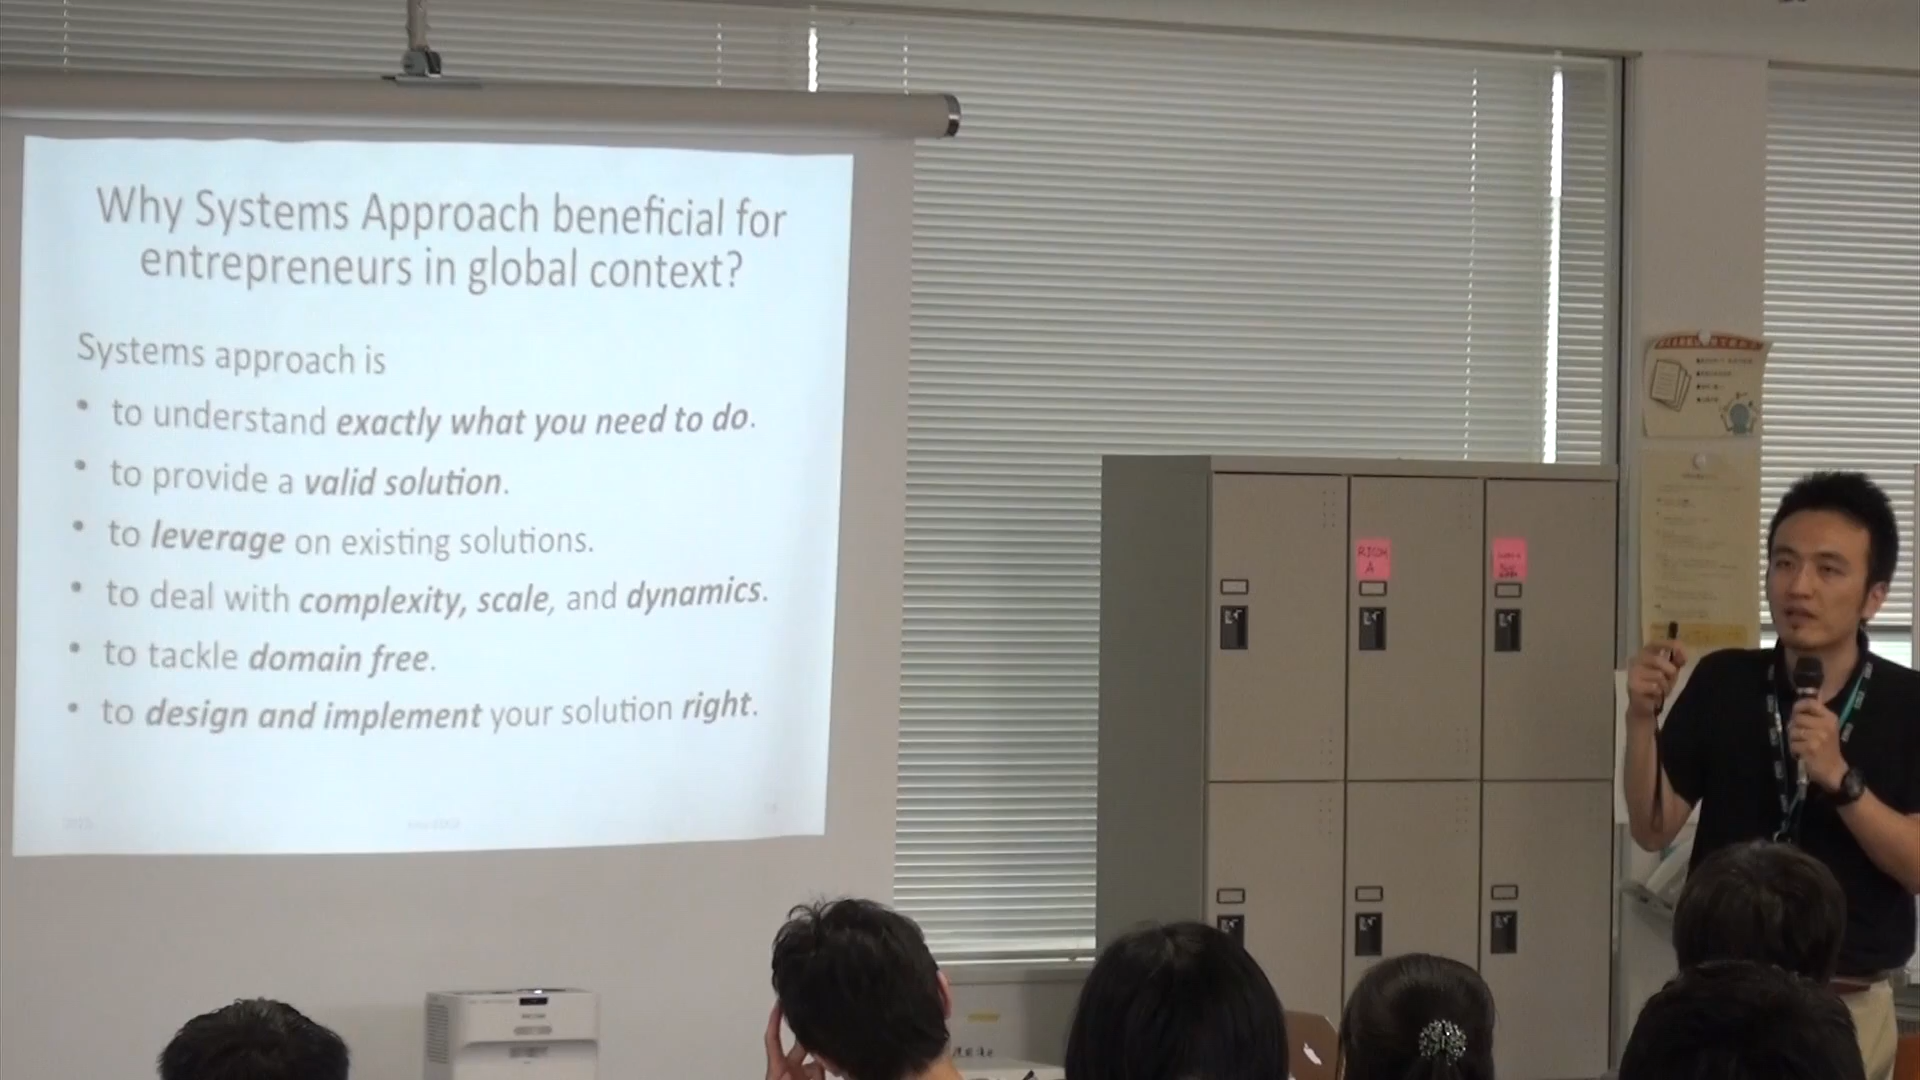 Why Systems Approach beneficial for
entrepreneurs in global context?
Systems approach is
• to understand exactly what you need to do.
• to provide a valid solution.
• to leverage on existing solutions.
• to deal with complexity, scale, and dynamics.
• to tackle domain free.
• to design and implement your solution right.
RICOH
A
RICOH